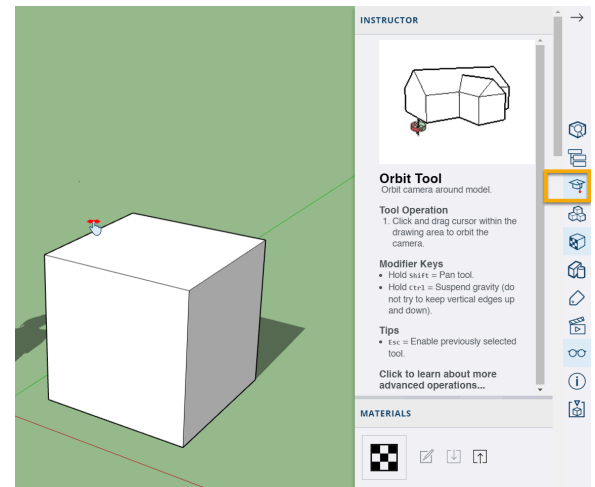 INSTRUCTOR
Orbit Tool
Orbit camera around model.
Tool Operation
1. Click and drag cursor within the
drawing area to orbit the
camera.
Modifier Keys
• Hold Shift = Pan tool.
• Hold Ctrl = Suspend gravity (do
not try to keep vertical edges up
and down).
Tips
• Esc = Enable previously selected
tool.
Click to learn about more
advanced operations...
MATERIALS